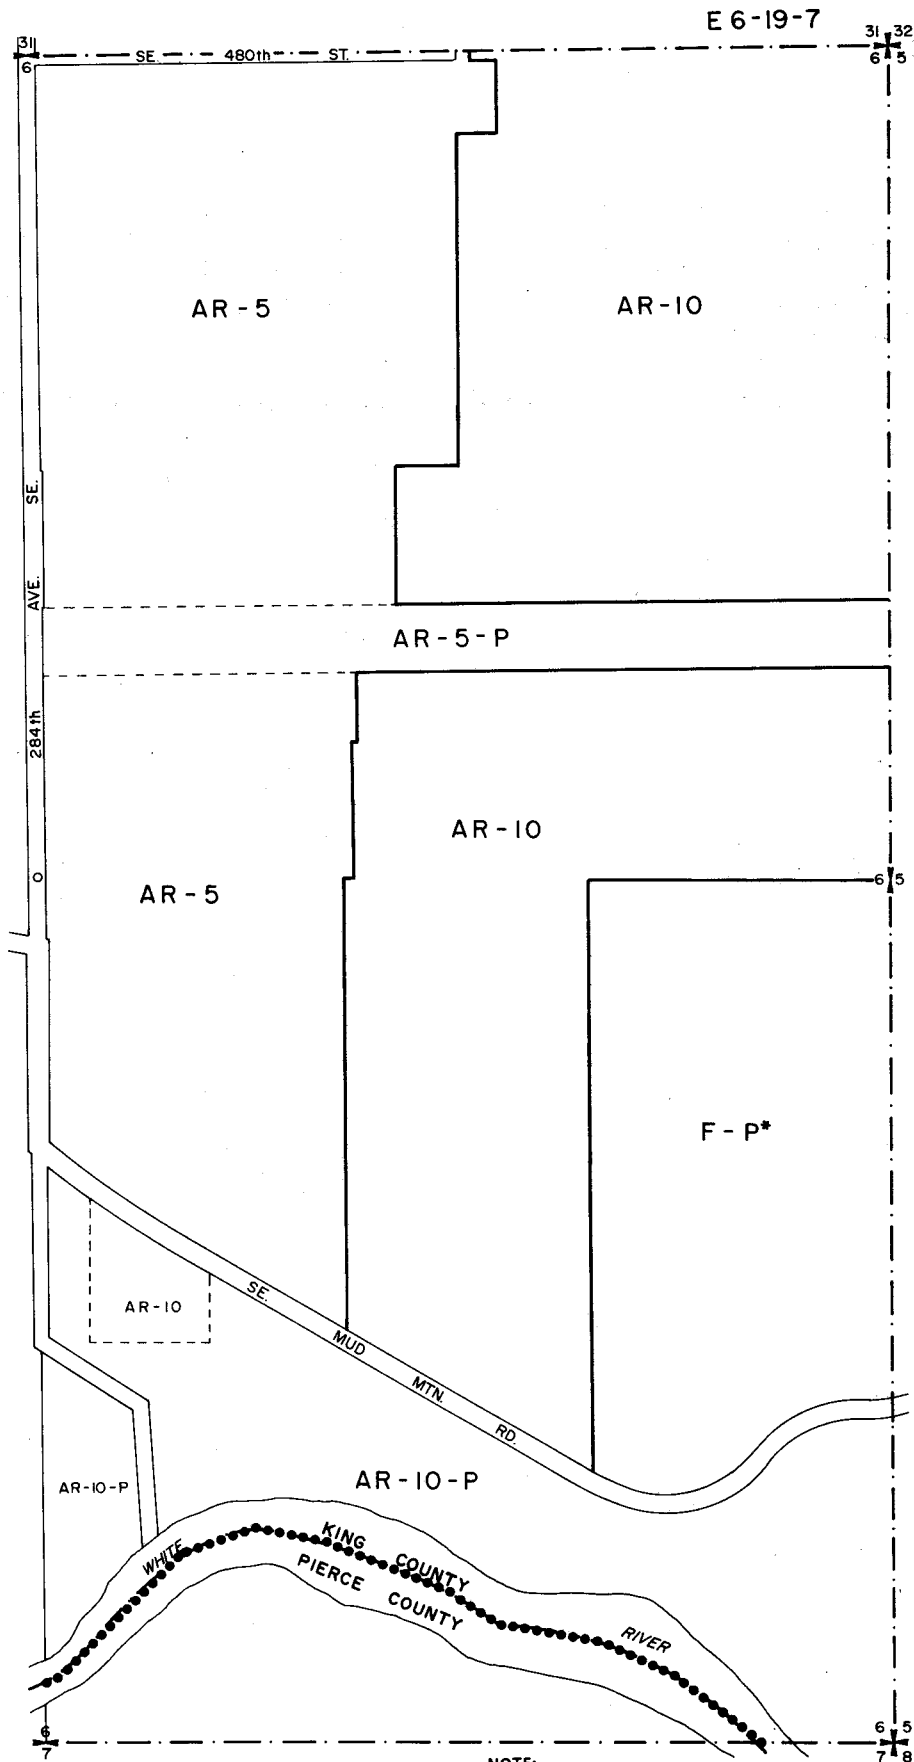 E 6-19-7
31
6
SE. 480th ST.
31 32
6 5
AR-5
AR-10
284th AVE. SE.
AR-5-P
AR-10
AR-5
6 5
F-P*
AR-10
SE. MUD MTN. RD.
AR-10-P
AR-10-P
WHITE RIVER
KING COUNTY
PIERCE COUNTY
6
7
6 5
7 8
NOTE: